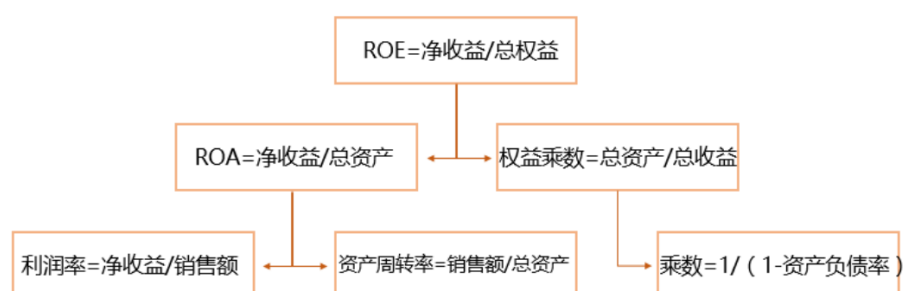 ROE=净收益/总权益
ROA=净收益/总资产
权益乘数=总资产/总收益
利润率=净收益/销售额
资产周转率=销售额/总资产
乘数=1/（1-资产负债率）